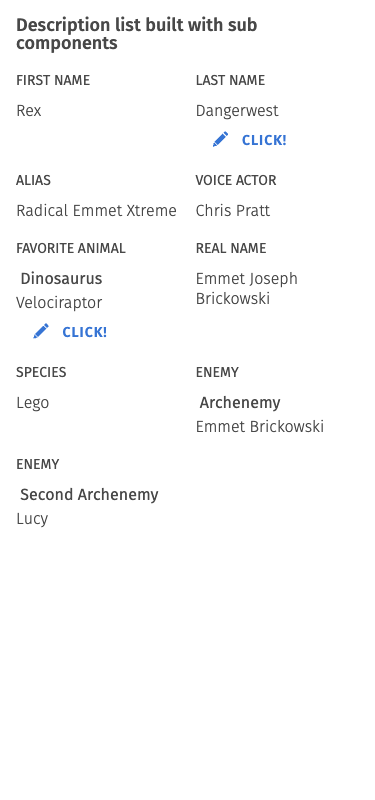 Description list built with sub
components
FIRST NAME
Rex
LAST NAME
Dangerwest
CLICK!
ALIAS
Radical Emmet Xtreme
VOICE ACTOR
Chris Pratt
FAVORITE ANIMAL
Dinosaurus
Velociraptor
CLICK!
REAL NAME
Emmet Joseph
Brickowski
SPECIES
Lego
ENEMY
Archenemy
Emmet Brickowski
ENEMY
Second Archenemy
Lucy